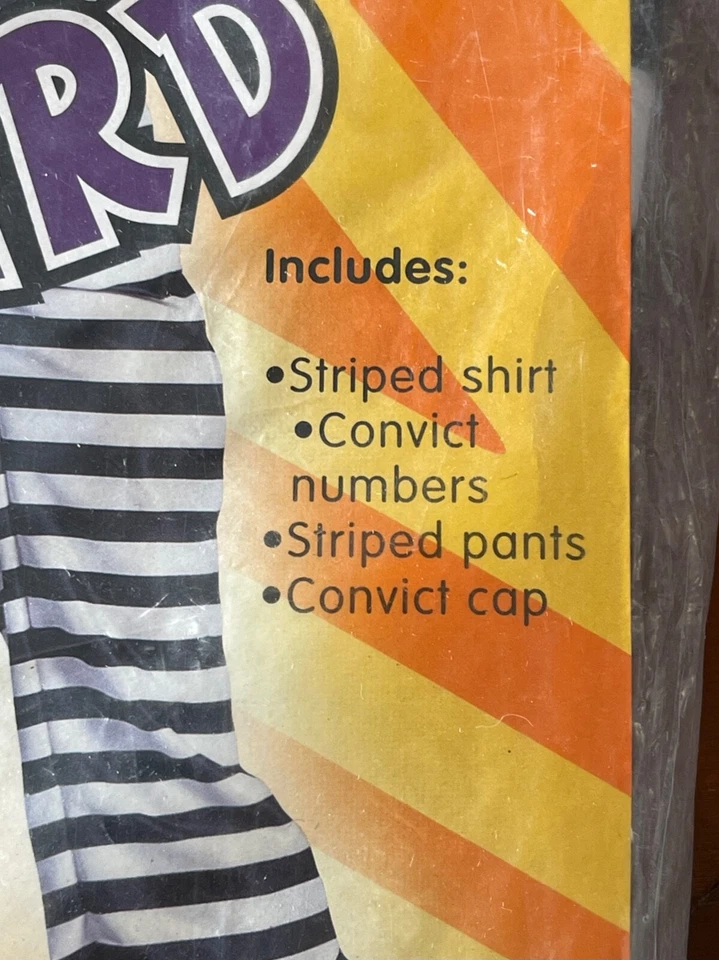 RD
Includes:
•Striped shirt
•Convict
numbers
•Striped pants
•Convict cap